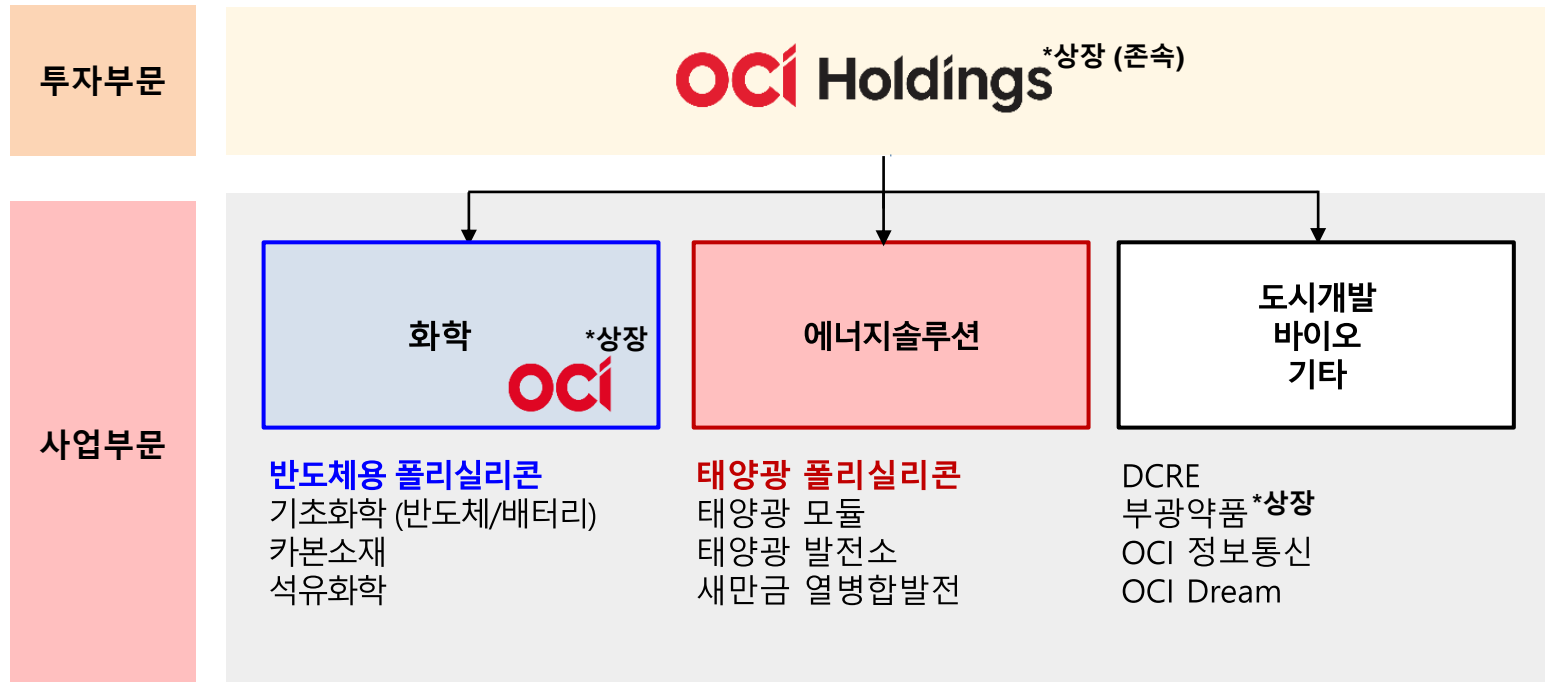 투자부문
OCI Holdings *상장 (존속)
사업부문
화학
*상장
OCI
에너지솔루션
도시개발
바이오
기타
반도체용 폴리실리콘
기초화학 (반도체/배터리)
카본소재
석유화학
태양광 폴리실리콘
태양광 모듈
태양광 발전소
새만금 열병합발전
DCRE
부광약품 *상장
OCI 정보통신
OCI Dream